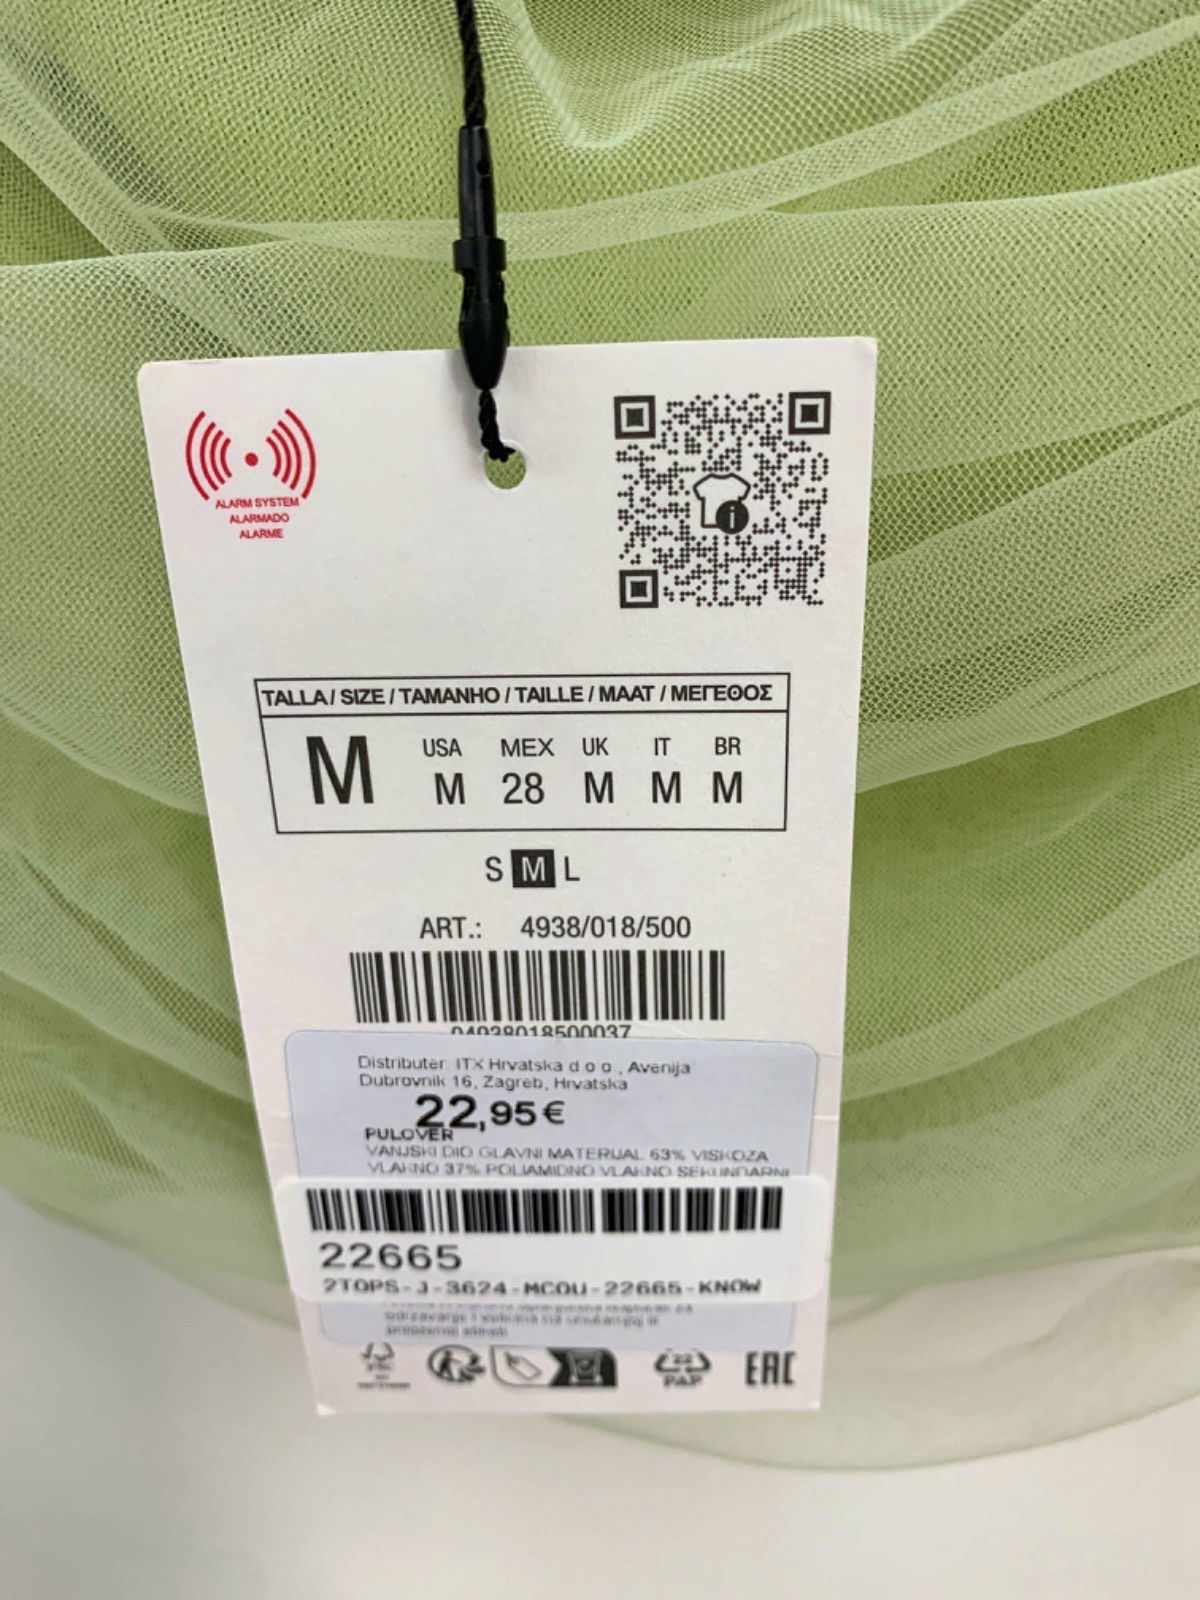 ALARM SYSTEM
ALARMADO
ALARME
i
TALLA / SIZE / TAMANHO / TAILLE / MAAT / ΜΕΓΕΘΟΣ
M USA MEX UK IT BR
M 28 M M M
S M L
ART.: 4938/018/500
04938018500037
Distributer: ITX Hrvatska d o o., Avenija
Dubrovnik 16, Zagreb, Hrvatska
22,95€
PULOVER
VANJSKI DIO GLAVNI MATERIJAL 63% VISKOZA
VLAKNO 37% POLIAMIDNO VLAKNO SEKUNDARNI
22665
2TOPS-J-3624-MCOU-22665-KNOW
22
PAP
EAC